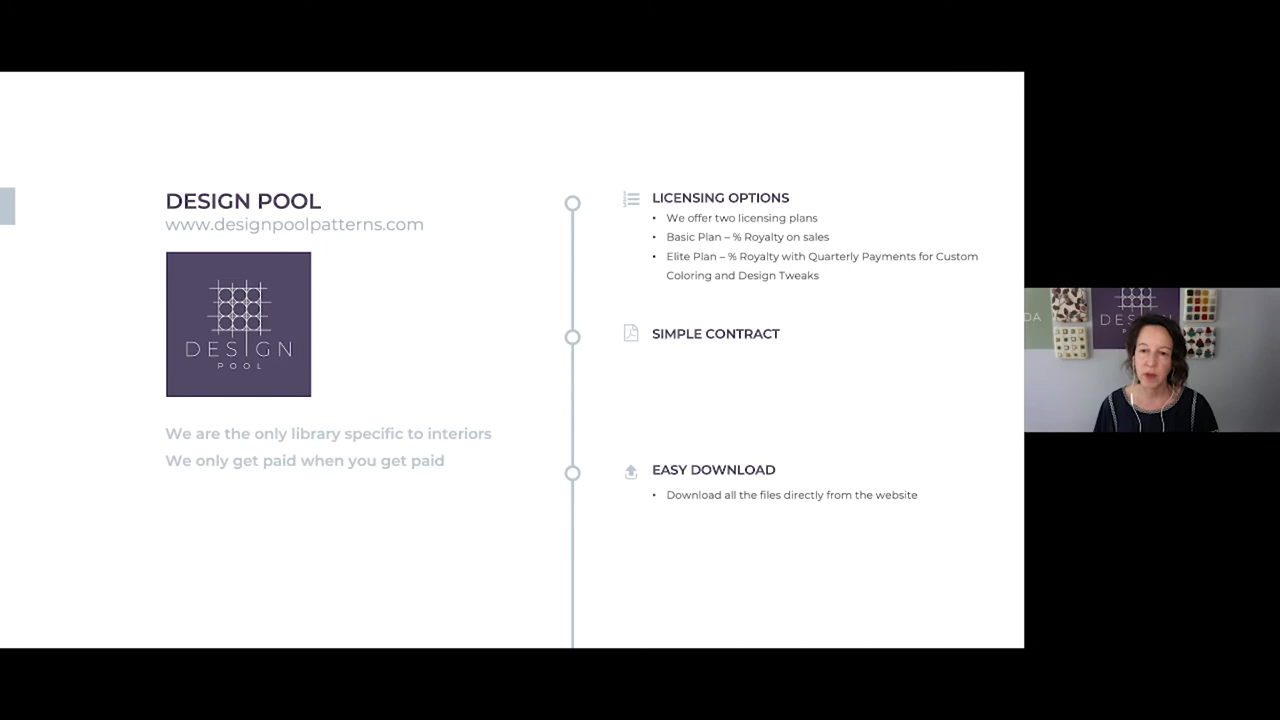 DESIGN POOL
www.designpoolpatterns.com
DESIGN
POOL
We are the only library specific to interiors
We only get paid when you get paid
LICENSING OPTIONS
• We offer two licensing plans
• Basic Plan – % Royalty on sales
• Elite Plan – % Royalty with Quarterly Payments for Custom
Coloring and Design Tweaks
SIMPLE CONTRACT
EASY DOWNLOAD
• Download all the files directly from the website
DA
DES